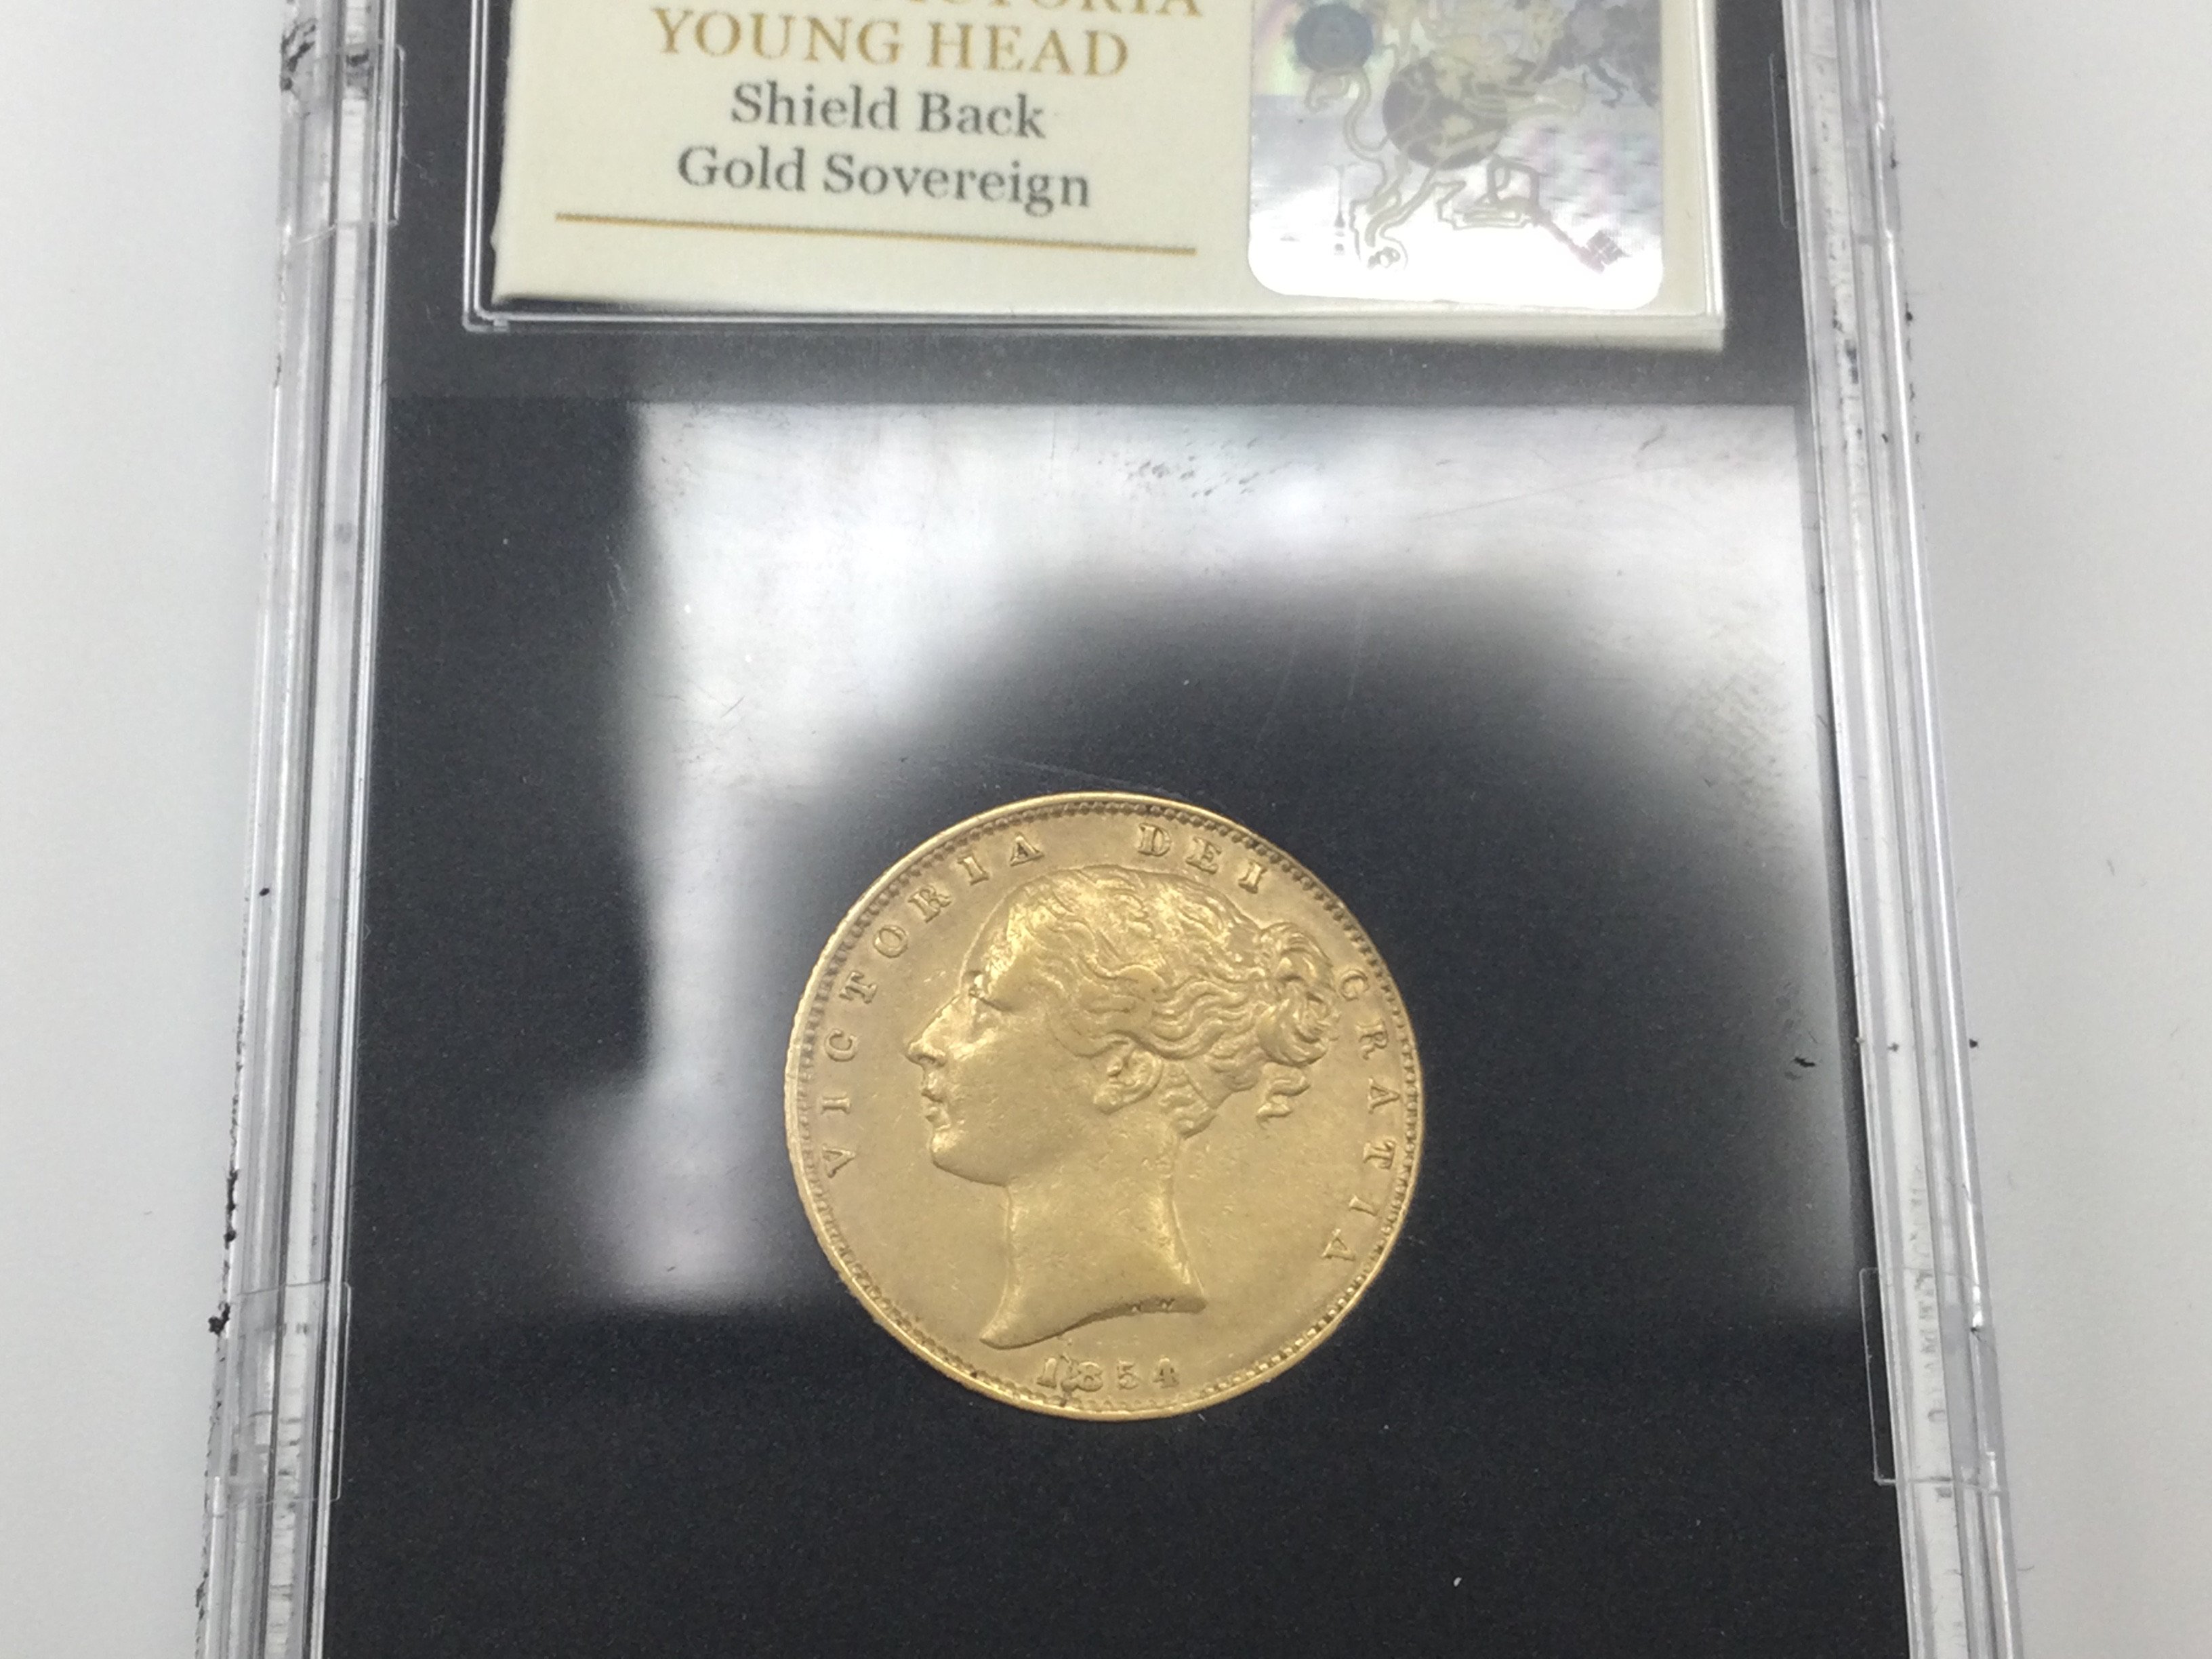 YOUNG HEAD
Shield Back
Gold Sovereign
VICTORIA DEI GRATIA
1854